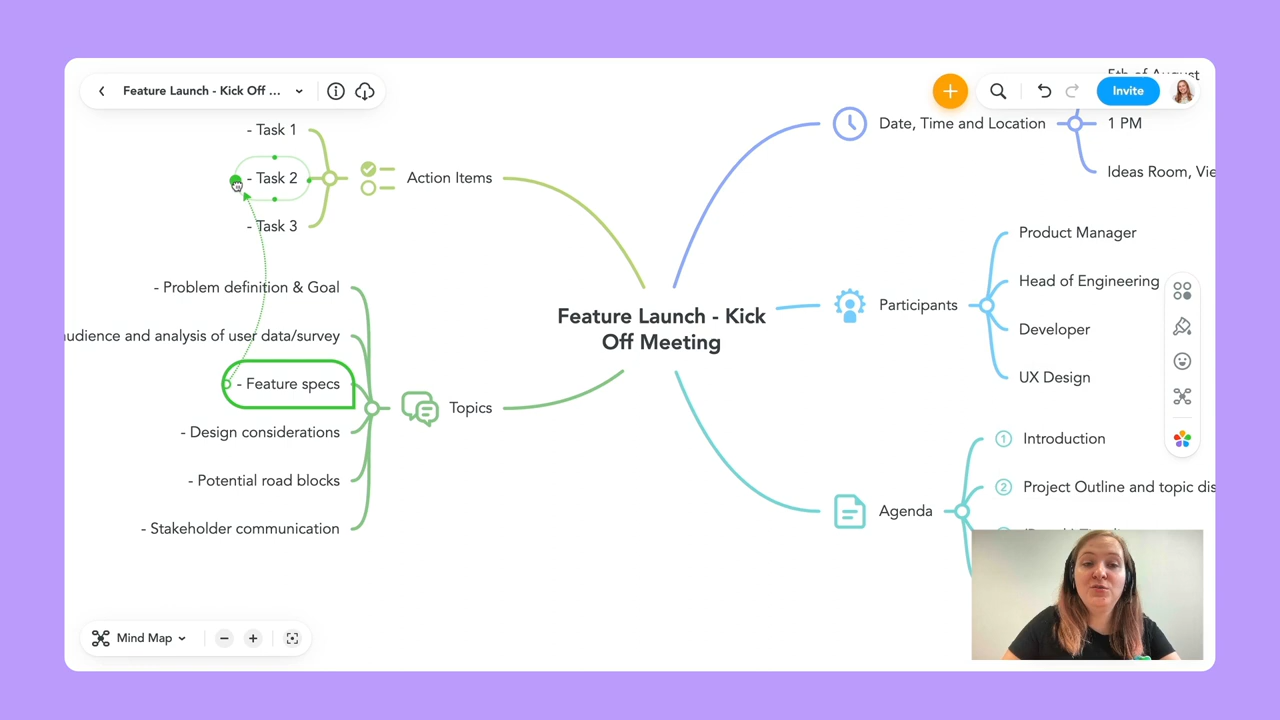 5th of August
Feature Launch - Kick Off ...
Invite
- Task 1
- Task 2
- Task 3
Action Items
Date, Time and Location
1 PM
Ideas Room, Vie
- Problem definition & Goal
audience and analysis of user data/survey
- Feature specs
- Design considerations
- Potential road blocks
- Stakeholder communication
Topics
Feature Launch - Kick
Off Meeting
Participants
Product Manager
Head of Engineering
Developer
UX Design
Agenda
1 Introduction
2 Project Outline and topic dis
Mind Map